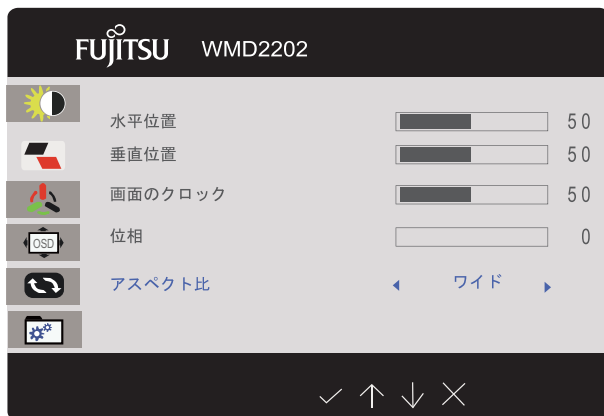 FUJITSU WMD2202
水平位置 50
垂直位置 50
画面のクロック 50
位相 0
OSD
アスペクト比 ワイド